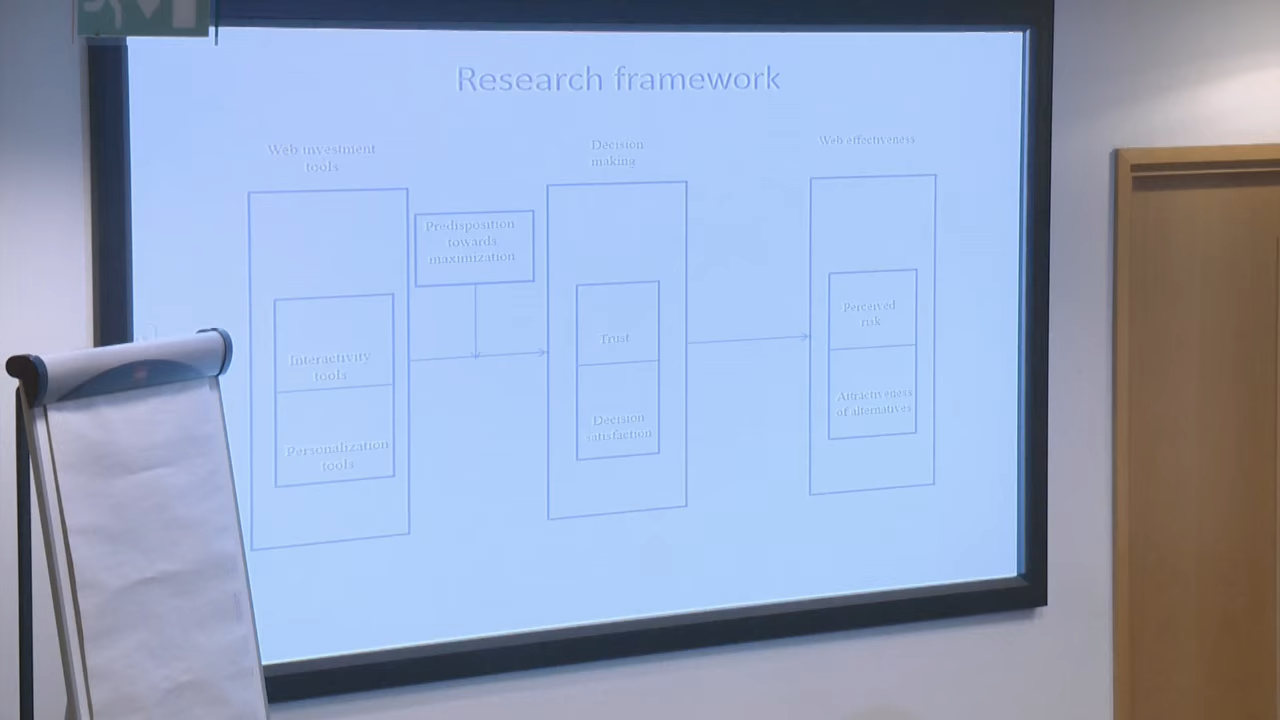 Research framework
Web investment
tools
Decision
making
Web effectiveness
Predisposition
towards
maximization
Interactivity
tools
Personalization
tools
Trust
Decision
satisfaction
Perceived
risk
Attractiveness
of alternatives